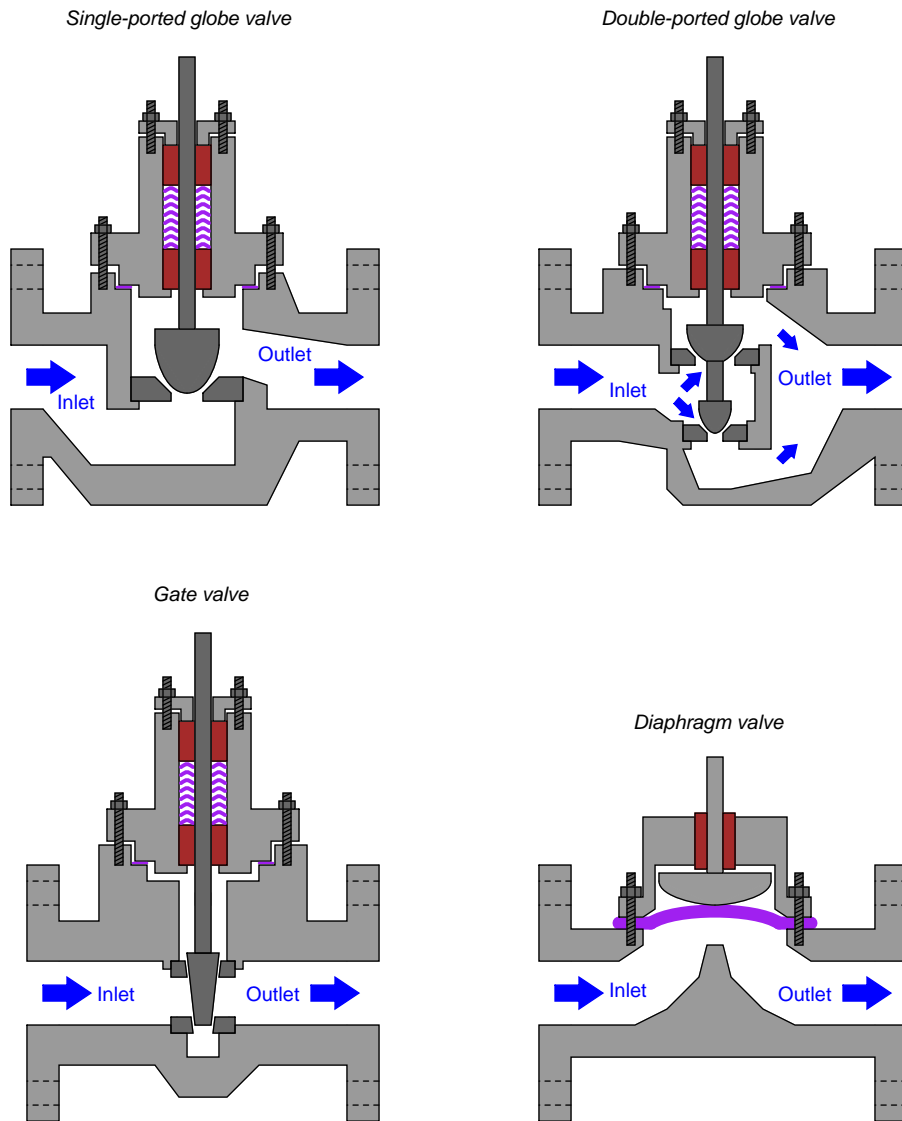 Single-ported globe valve
Double-ported globe valve
Outlet
Inlet
Inlet
Outlet
Gate valve
Diaphragm valve
Inlet
Outlet
Inlet
Outlet